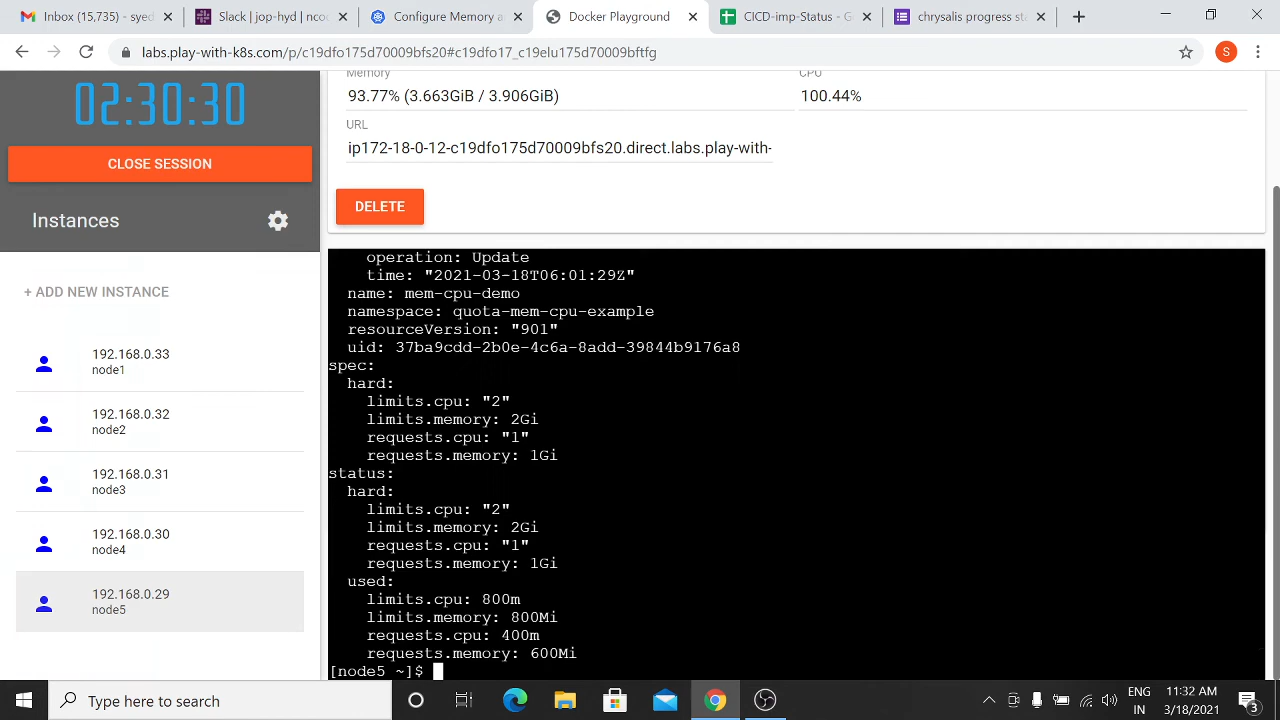 Inbox (15,735) - syed
Slack | jop-hyd | ncod
Configure Memory an
Docker Playground
CICD-imp-Status - G
chrysalis progress sta
labs.play-with-k8s.com/p/c19dfo175d70009bfs20#c19dfo17_c19elu175d70009bftfg
S
02:30:30
CLOSE SESSION
Instances
+ ADD NEW INSTANCE
192.168.0.33
node1
192.168.0.32
node2
192.168.0.31
node3
192.168.0.30
node4
192.168.0.29
node5
Memory
93.77% (3.663GiB / 3.906GiB)
CPU
100.44%
URL
ip172-18-0-12-c19dfo175d70009bfs20.direct.labs.play-with-
DELETE
operation: Update
time: "2021-03-18T06:01:29Z"
name: mem-cpu-demo
namespace: quota-mem-cpu-example
resourceVersion: "901"
uid: 37ba9cdd-2b0e-4c6a-8add-39844b9176a8
spec:
hard:
limits.cpu: "2"
limits.memory: 2Gi
requests.cpu: "1"
requests.memory: 1Gi
status:
hard:
limits.cpu: "2"
limits.memory: 2Gi
requests.cpu: "1"
requests.memory: 1Gi
used:
limits.cpu: 800m
limits.memory: 800Mi
requests.cpu: 400m
requests.memory: 600Mi
[node5 ~]$
Type here to search
ENG
IN
11:32 AM
3/18/2021
3